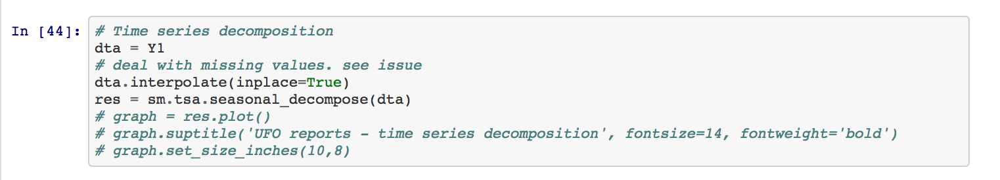 In [44]: # Time series decomposition
dta = Y1
# deal with missing values. see issue
dta.interpolate(inplace=True)
res = sm.tsa.seasonal_decompose(dta)
# graph = res.plot()
# graph.suptitle('UFO reports - time series decomposition', fontsize=14, fontweight='bold')
# graph.set_size_inches(10,8)